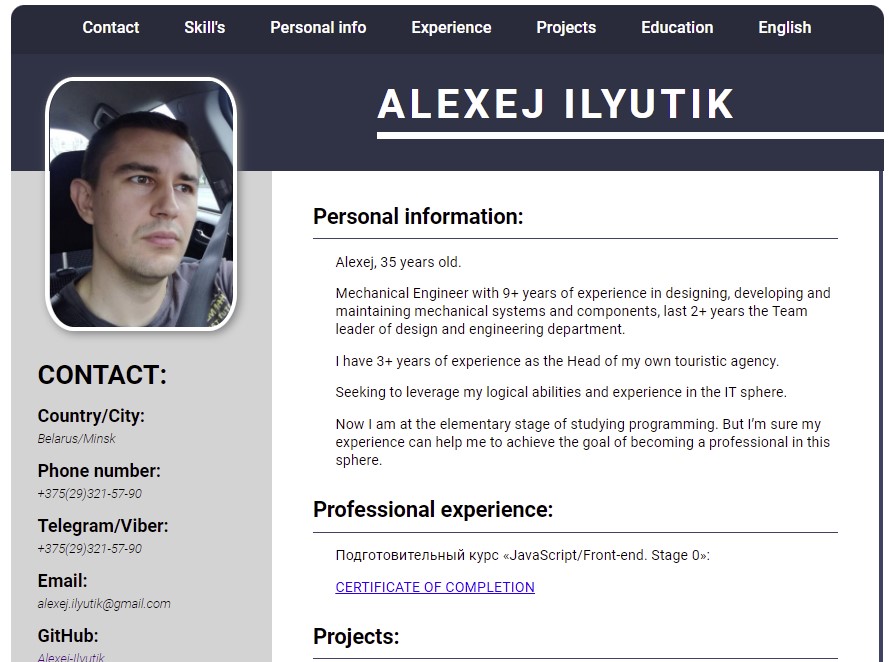 Contact Skill's Personal info Experience Projects Education English
ALEXEJ ILYUTIK
CONTACT:
Country/City:
Belarus/Minsk
Phone number:
+375(29)321-57-90
Telegram/Viber:
+375(29)321-57-90
Email:
alexej.ilyutik@gmail.com
GitHub:
Alexej-Ilyutik
Personal information:
Alexej, 35 years old.
Mechanical Engineer with 9+ years of experience in designing, developing and
maintaining mechanical systems and components, last 2+ years the Team
leader of design and engineering department.
I have 3+ years of experience as the Head of my own touristic agency.
Seeking to leverage my logical abilities and experience in the IT sphere.
Now I am at the elementary stage of studying programming. But I’m sure my
experience can help me to achieve the goal of becoming a professional in this
sphere.
Professional experience:
Подготовительный курс «JavaScript/Front-end. Stage 0»:
CERTIFICATE OF COMPLETION
Projects: